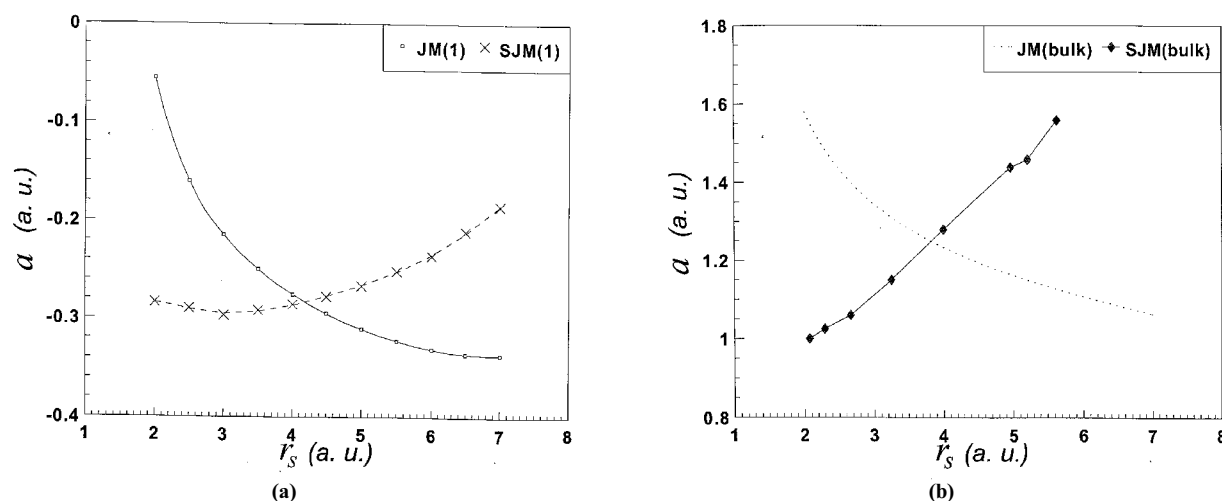 0
-0.1
-0.2
-0.3
-0.4
a (a. u.)
1 2 3 4 5 6 7 8
r_s (a. u.)
JM(1) SJM(1)
(a)
1.8
1.6
1.4
1.2
1
0.8
a (a. u.)
1 2 3 4 5 6 7 8
r_s (a. u.)
JM(bulk) SJM(bulk)
(b)